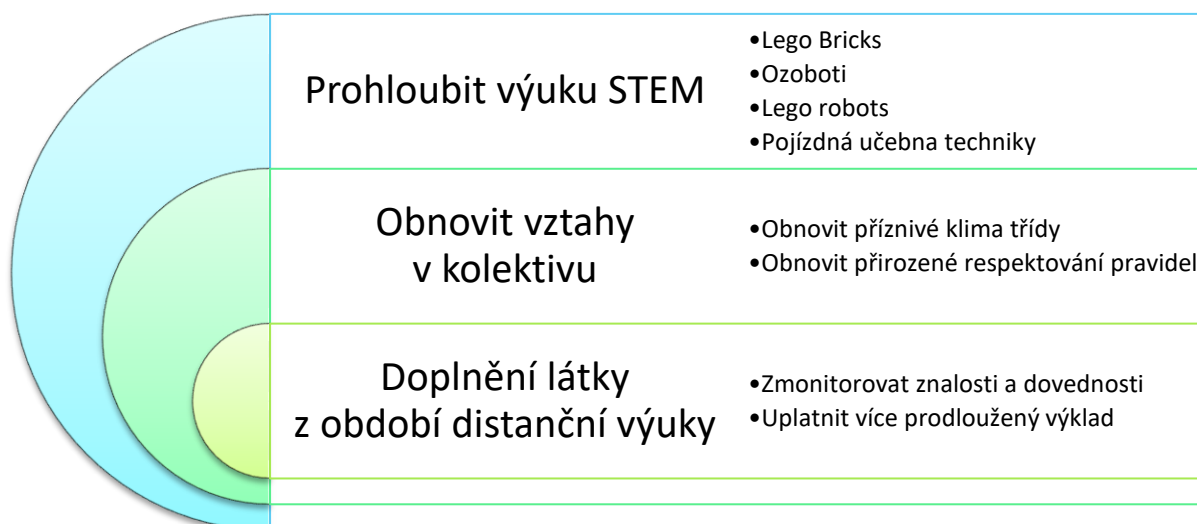 Prohloubit výuku STEM
•Lego Bricks
•Ozoboti
•Lego robots
•Pojízdná učebna techniky
Obnovit vztahy
v kolektivu
•Obnovit příznivé klima třídy
•Obnovit přirozené respektování pravidel
Doplnění látky
z období distanční výuky
•Zmonitorovat znalosti a dovednosti
•Uplatnit více prodloužený výklad